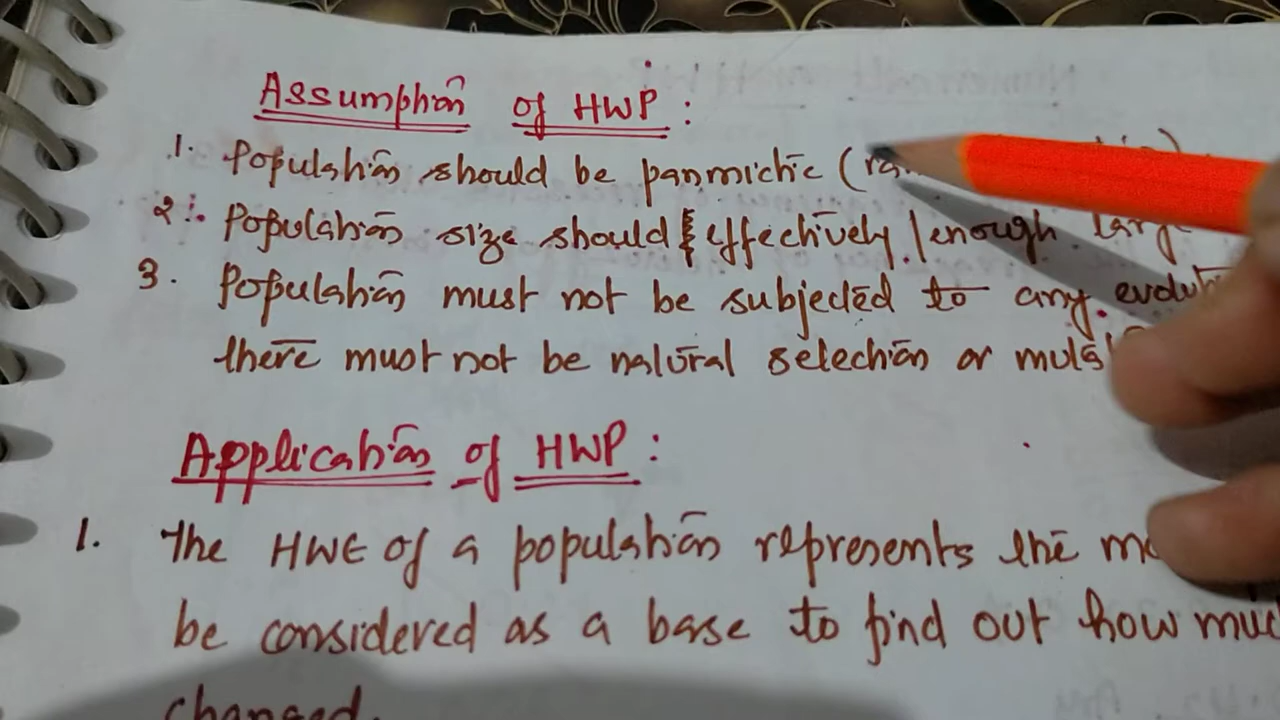 Assumption of HWP :
1. Population should be panmictic (
2. Population size should effectively / enough
3. Population must not be subjected to any
there must not be natural selection or
Application of HWP :
1. The HWE of a population represents the
be considered as a base to find out how
changed.